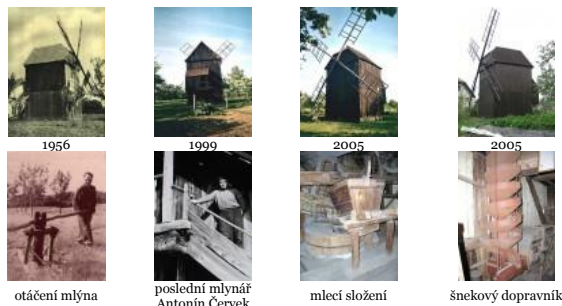 1956
1999
2005
2005
otáčení mlýna
poslední mlynář
Antonín Červek
mlecí složení
šnekový dopravník